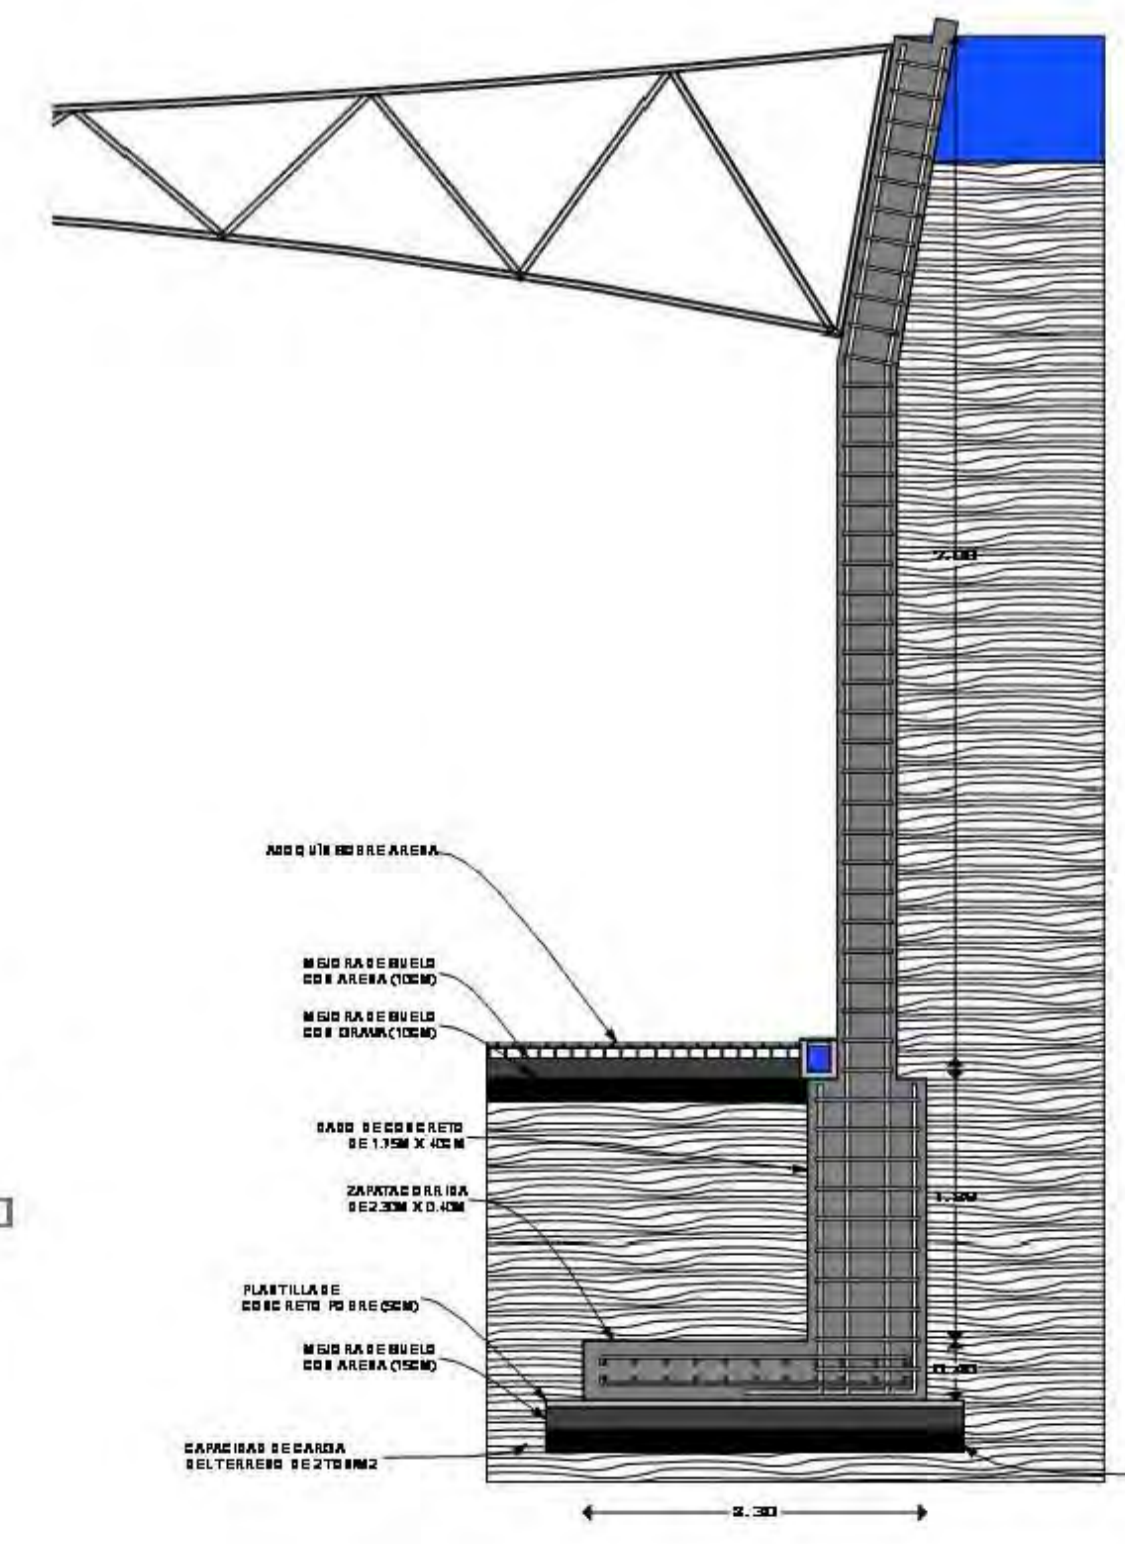 ADOQUÍN SOBRE ARENA
MEJORA DE SUELO
CON ARENA (10CM)
MEJORA DE SUELO
CON GRAVA (10CM)
DADO DE CONCRETO
DE 1.75M X 40CM
ZAPATA CORRIDA
DE 2.30M X 0.40M
PLANTILLA DE
CONCRETO POBRE (5CM)
MEJORA DE SUELO
CON ARENA (15CM)
CAPACIDAD DE CARGA
DEL TERRENO DE 2 TON/M2
7.00
0.40
2.30